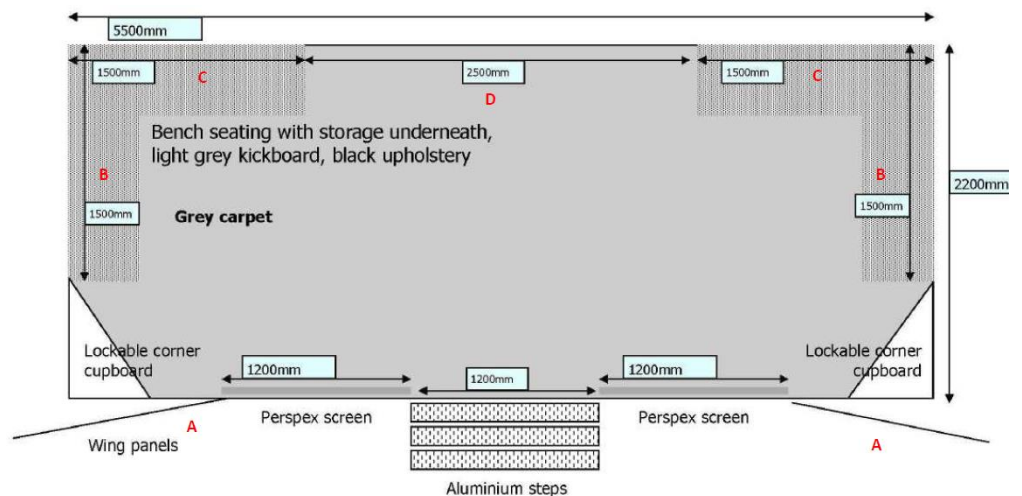 5500mm
1500mm
C
2500mm
D
1500mm
C
Bench seating with storage underneath,
light grey kickboard, black upholstery
B
B
2200mm
1500mm
Grey carpet
1500mm
Lockable corner
cupboard
Lockable corner
cupboard
1200mm
1200mm
1200mm
Perspex screen
Perspex screen
A
A
Wing panels
Aluminium steps